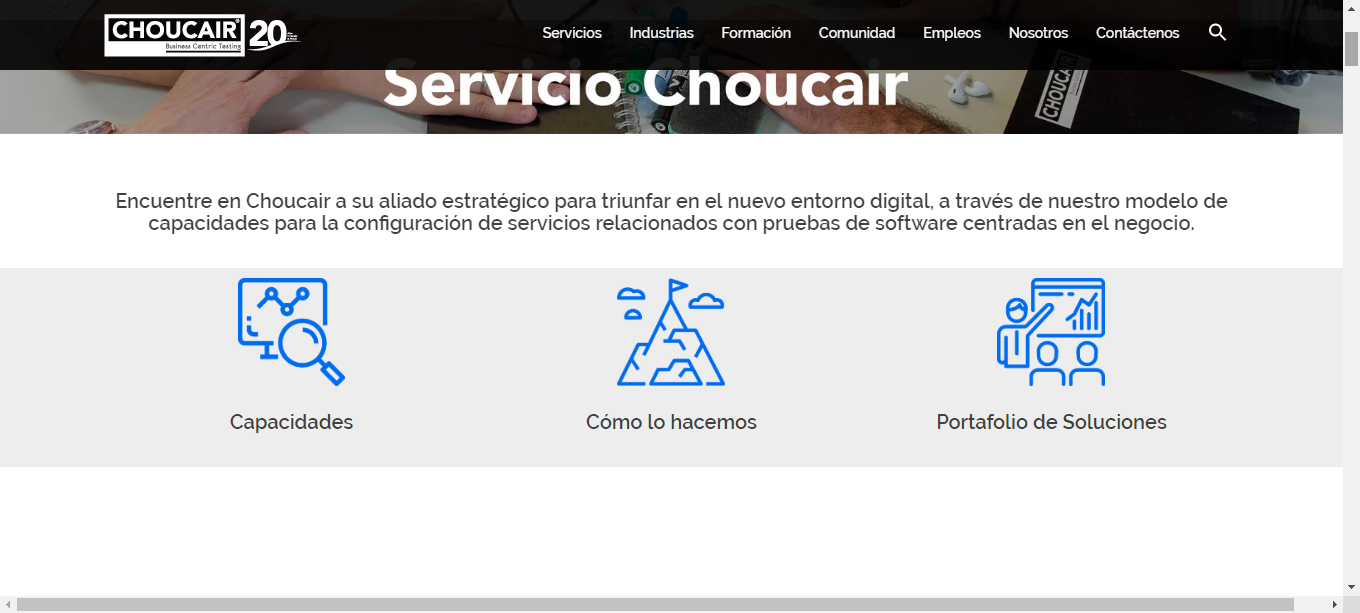 CHOUCAIR
Business Centric Testing
20
Servicios
Industrias
Formación
Comunidad
Empleos
Nosotros
Contáctenos
Servicio Choucair
CHOUCAIR
Encuentre en Choucair a su aliado estratégico para triunfar en el nuevo entorno digital, a través de nuestro modelo de
capacidades para la configuración de servicios relacionados con pruebas de software centradas en el negocio.
Capacidades
Cómo lo hacemos
Portafolio de Soluciones